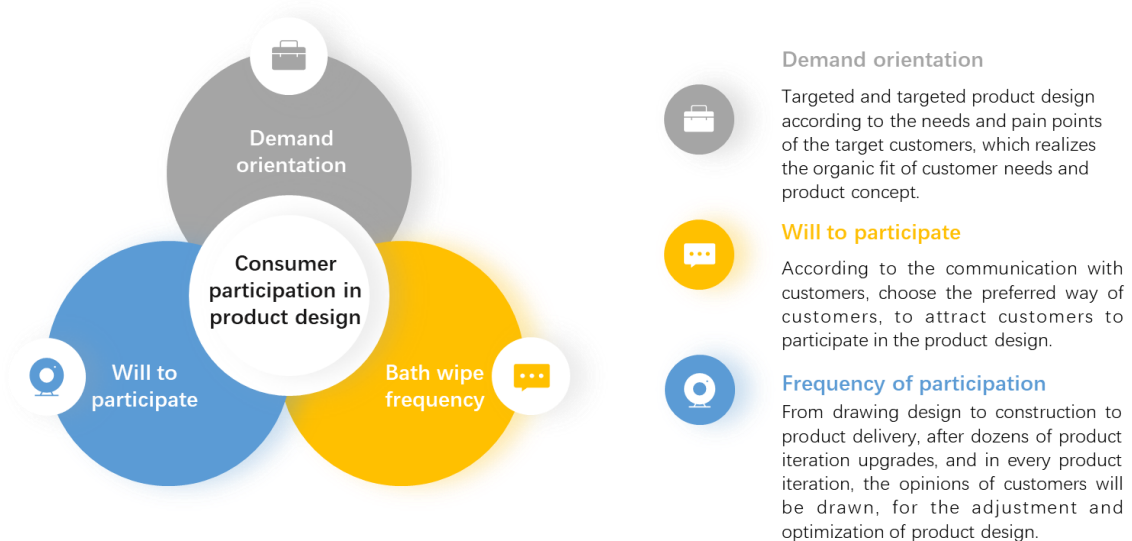 Demand
orientation
Consumer
participation in
product design
Will to
participate
Bath wipe
frequency
Demand orientation
Targeted and targeted product design
according to the needs and pain points
of the target customers, which realizes
the organic fit of customer needs and
product concept.
Will to participate
According to the communication with
customers, choose the preferred way of
customers, to attract customers to
participate in the product design.
Frequency of participation
From drawing design to construction to
product delivery, after dozens of product
iteration upgrades, and in every product
iteration, the opinions of customers will
be drawn, for the adjustment and
optimization of product design.